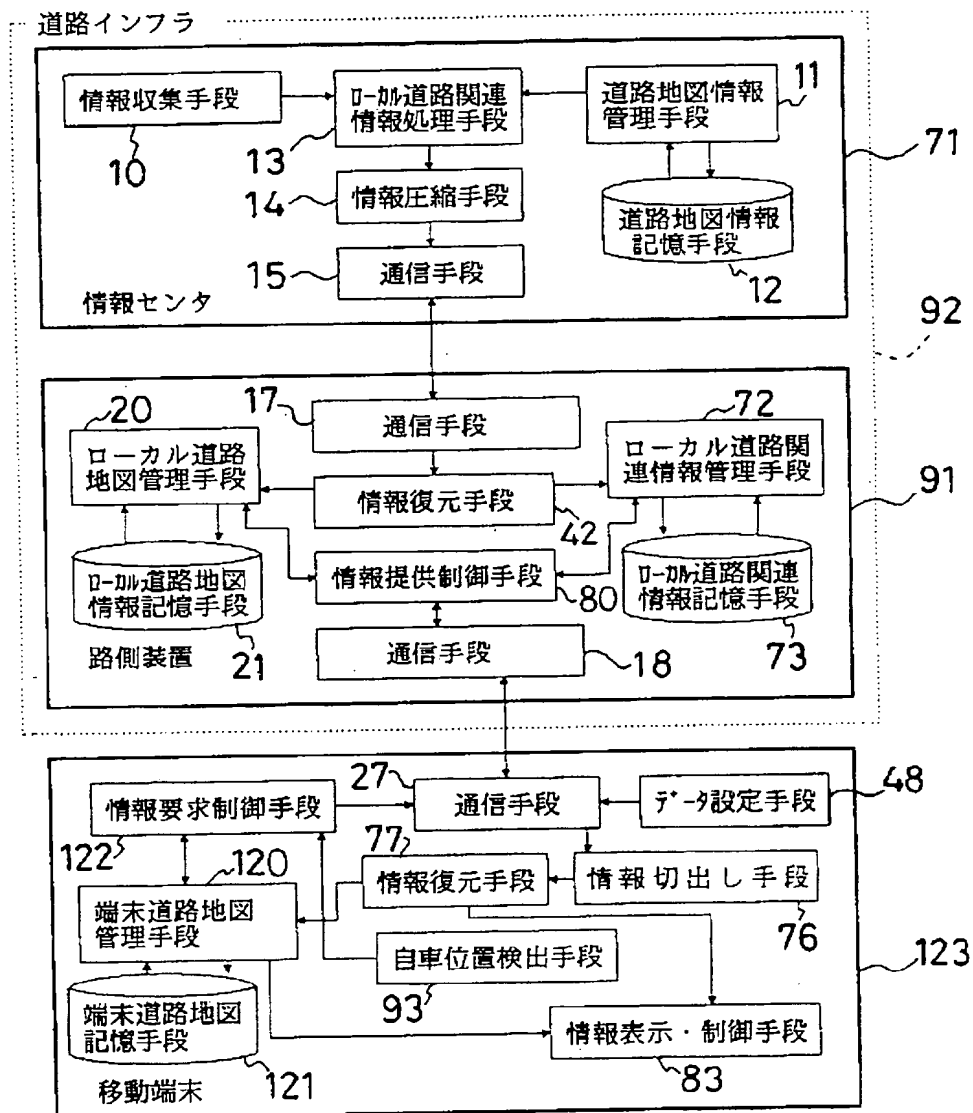 道路インフラ
情報収集手段
10
ローカル道路関連
情報処理手段
13
道路地図情報
管理手段
11
71
14
情報圧縮手段
道路地図情報
記憶手段
12
15
通信手段
情報センタ
92
17
通信手段
20
ローカル道路
地図管理手段
72
ローカル道路関
連情報管理手段
91
情報復元手段
42
ローカル道路地図
情報記憶手段
21
情報提供制御手段
80
ローカル道路関連
情報記憶手段
73
路側装置
通信手段
18
27
通信手段
情報要求制御手段
122
データ設定手段
48
77
情報復元手段
情報切出し手段
76
120
端末道路地図
管理手段
自車位置検出手段
93
123
端末道路地図
記憶手段
121
情報表示・制御手段
83
移動端末